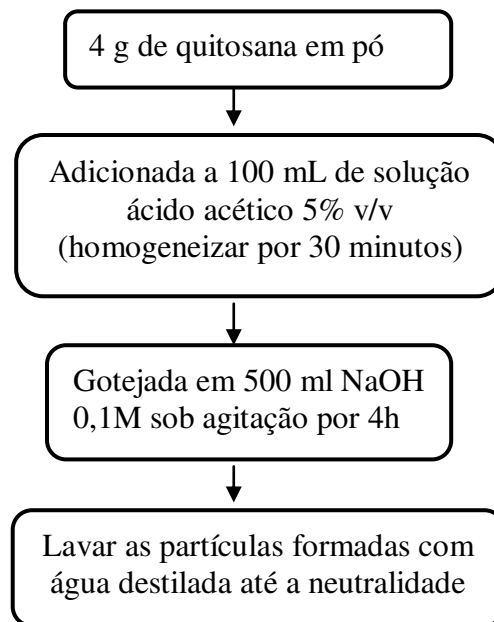 4 g de quitosana em pó
Adicionada a 100 mL de solução
ácido acético 5% v/v
(homogeneizar por 30 minutos)
Gotejada em 500 ml NaOH
0,1M sob agitação por 4h
Lavar as partículas formadas com
água destilada até a neutralidade